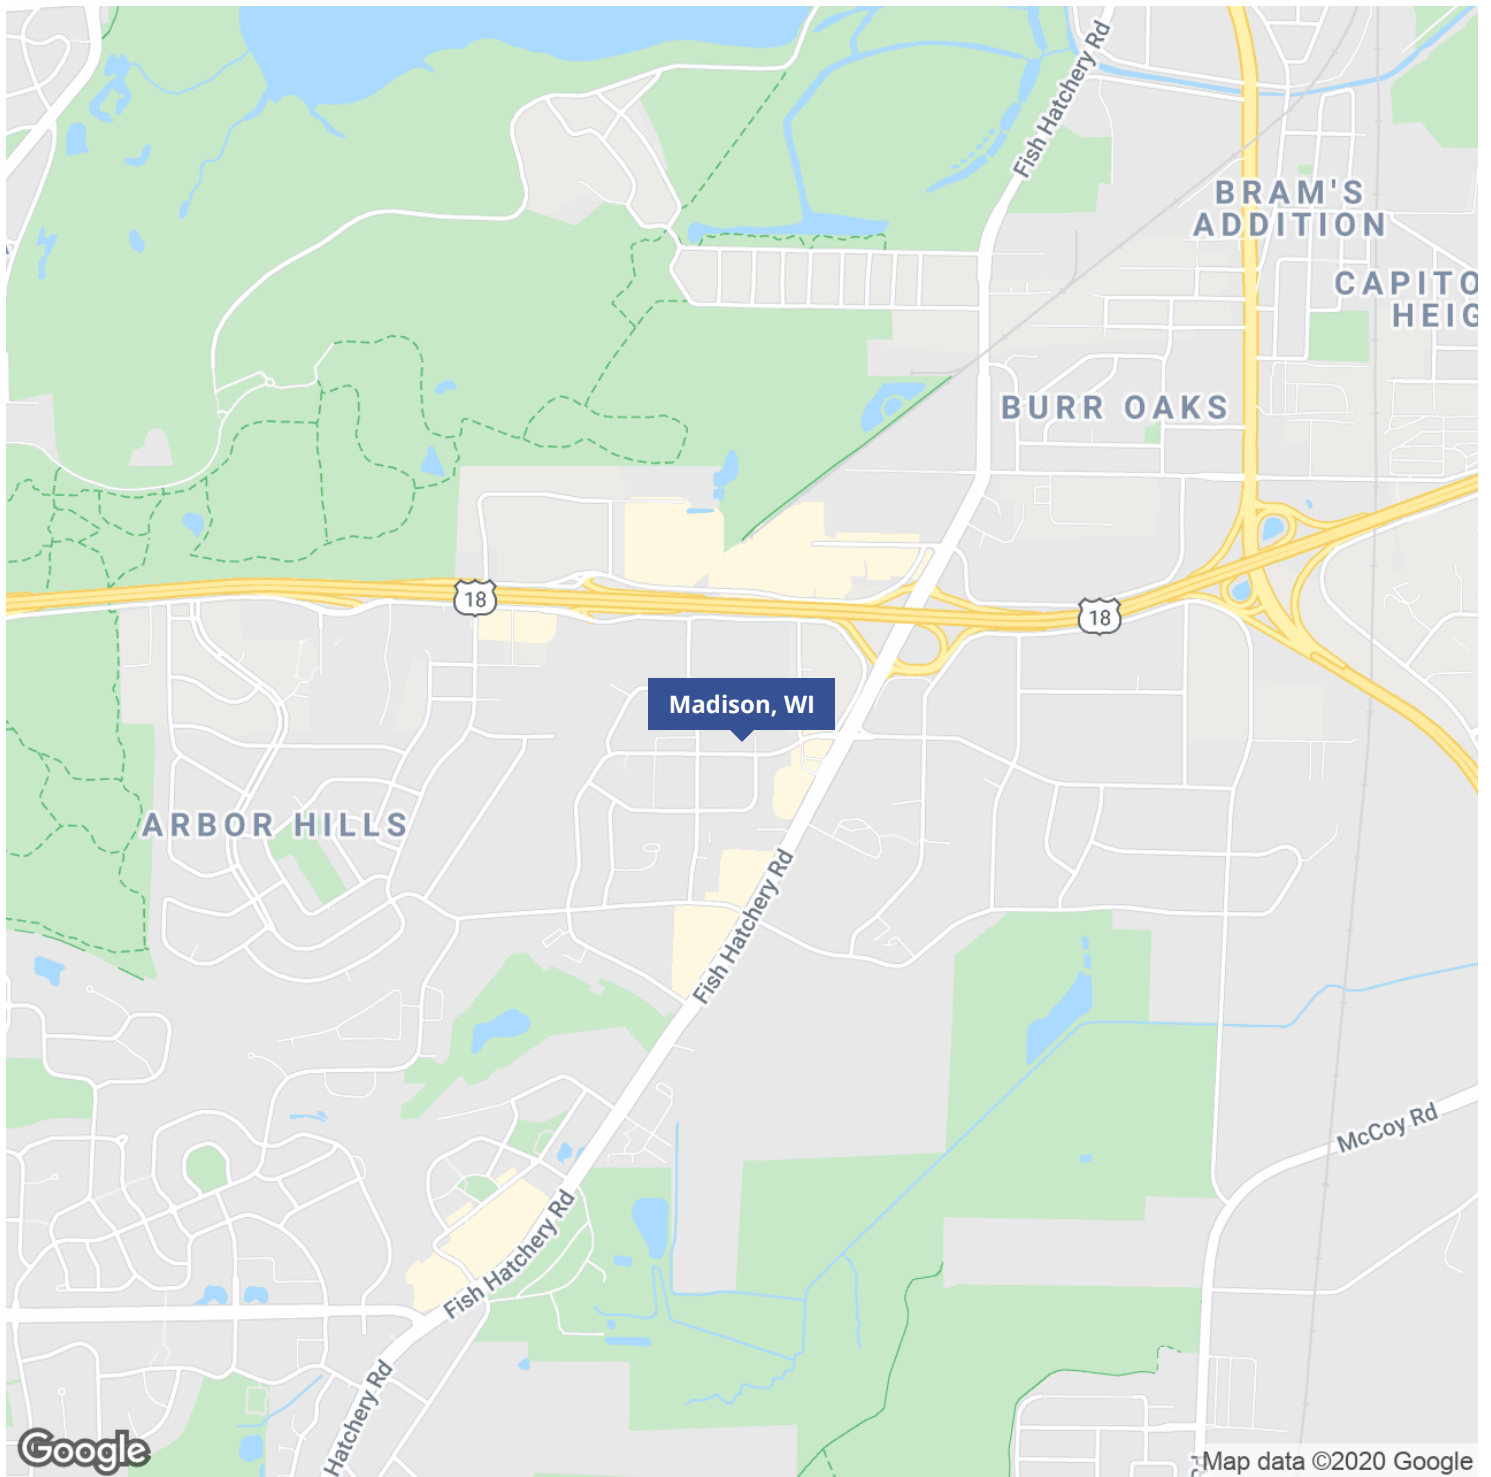 Fish Hatchery Rd
BRAM'S
ADDITION
CAPITO
HEIG
BURR OAKS
18
18
Madison, WI
ARBOR HILLS
Fish Hatchery Rd
McCoy Rd
Fish Hatchery Rd
Hatchery Rd
Google
Map data ©2020 Google